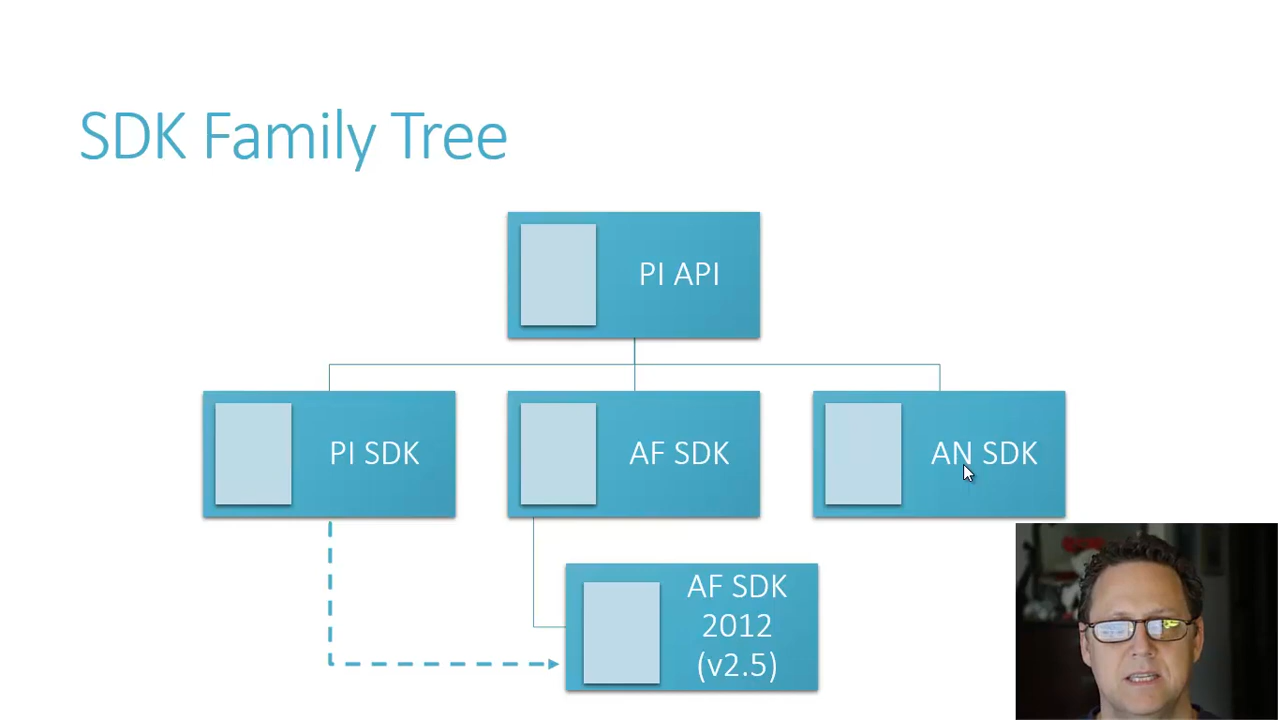 SDK Family Tree
PI API
PI SDK
AF SDK
AN SDK
AF SDK
2012
(v2.5)